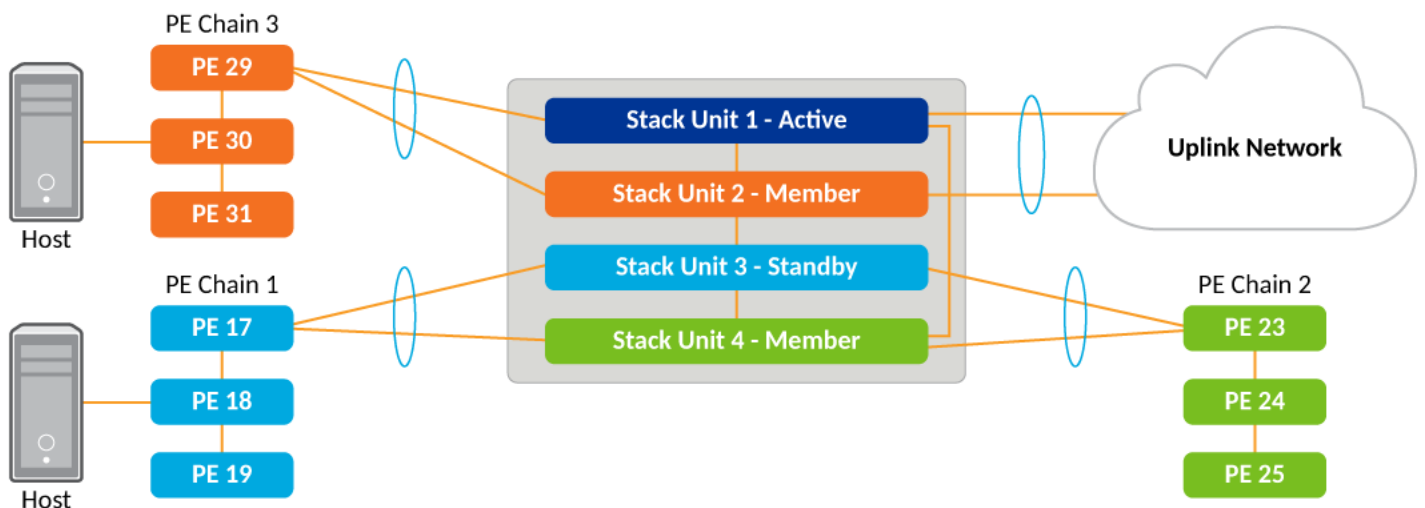 PE Chain 3
PE 29
PE 30
PE 31
Host
Stack Unit 1 - Active
Stack Unit 2 - Member
Stack Unit 3 - Standby
Stack Unit 4 - Member
Uplink Network
PE Chain 1
PE 17
PE 18
PE 19
Host
PE Chain 2
PE 23
PE 24
PE 25